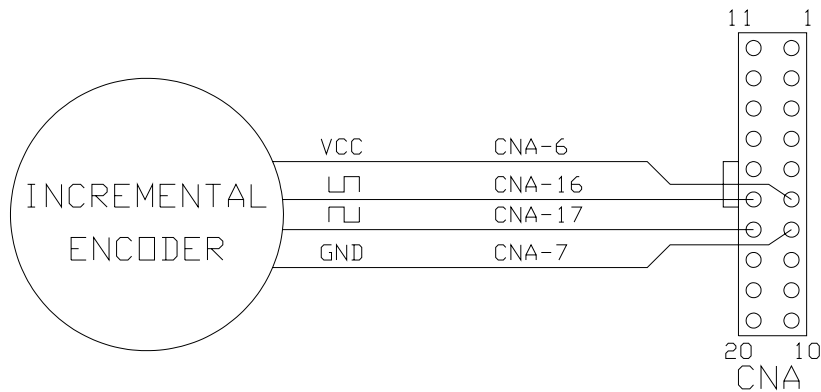 11 1
VCC CNA-6
CNA-16
INCREMENTAL
CNA-17
ENCODER
GND CNA-7
20 10
CNA